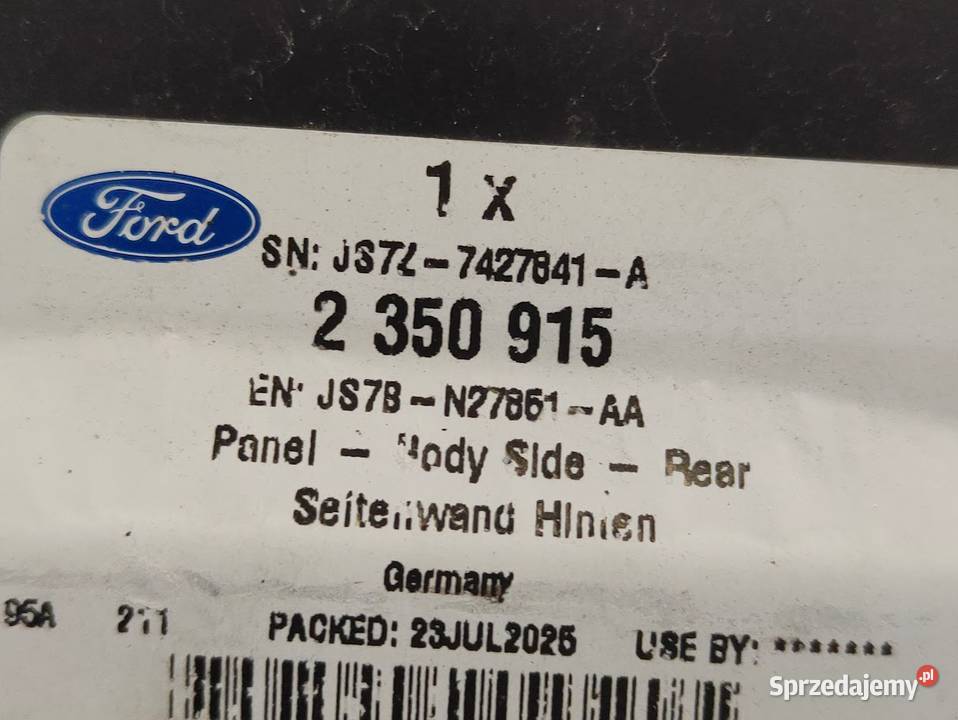 Ford
1 x
SN: JS7Z-7427841-A
2 350 915
EN: JS7B-N27851-AA
Panel - Body Side - Rear
Seitenwand Hinten
Germany
95A 211 PACKED: 23JUL2025 USE BY: *******
Sprzedajemy.pl